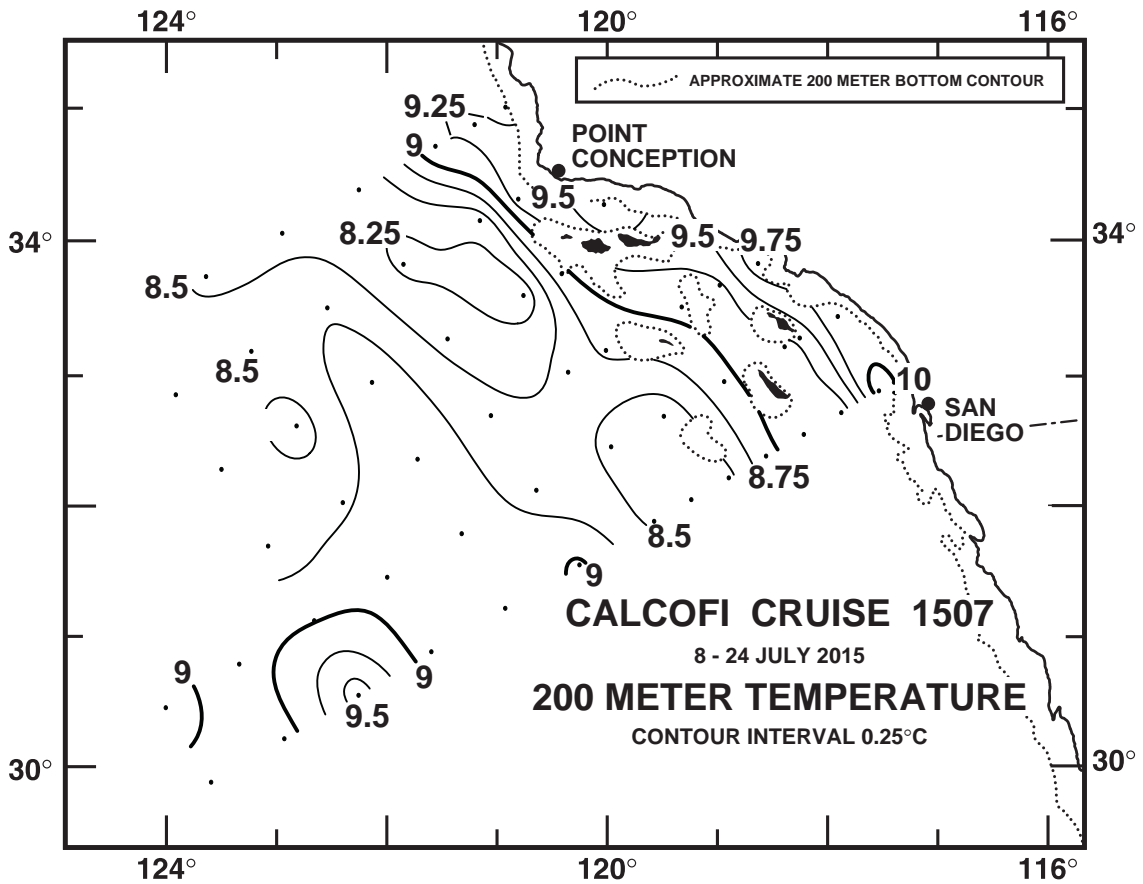 124° 120° 116°
APPROXIMATE 200 METER BOTTOM CONTOUR
9.25
POINT
CONCEPTION
9
9.5
34° 8.25 9.5 9.75 34°
8.5
8.5
10
SAN
DIEGO
8.75
8.5
9
CALCOFI CRUISE 1507
8 - 24 JULY 2015
9 9
200 METER TEMPERATURE
9.5
CONTOUR INTERVAL 0.25°C
30° 30°
124° 120° 116°